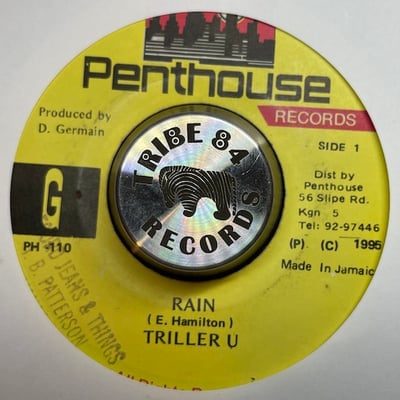 Penthouse
RECORDS
Produced by
D. Germain
SIDE 1
TRIBE 84
RECORDS
G
Dist by
Penthouse
56 Slipe Rd.
Kgn 5
Tel: 92-97446
PH -110
(P) (C) 1995
Made In Jamaic
JEANS & THINGS
B. PATTERSON
RAIN
( E. Hamilton )
TRILLER U